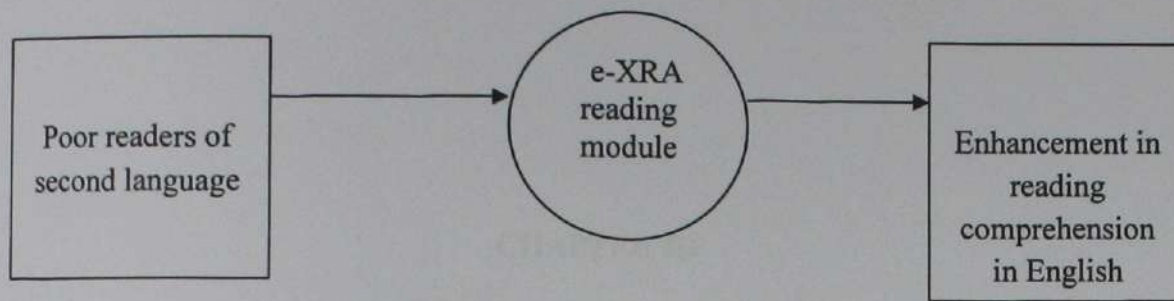 Poor readers of
second language
e-XRA
reading
module
Enhancement in
reading
comprehension
in English